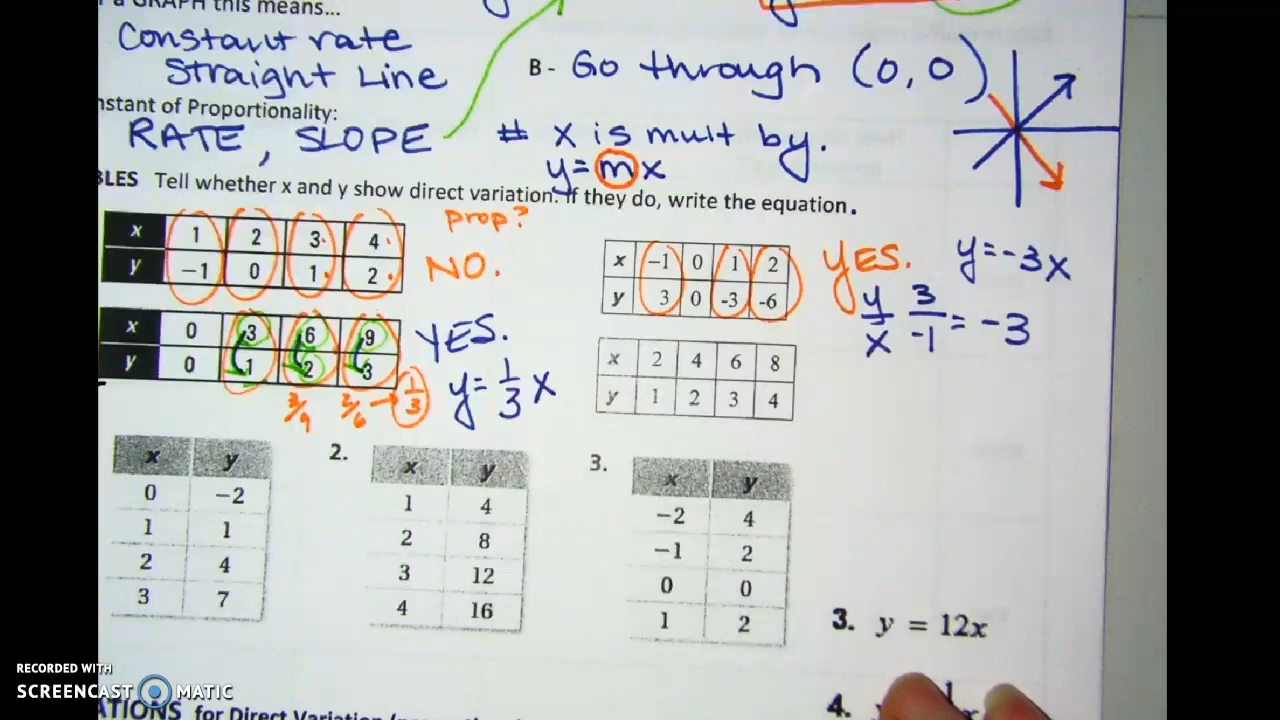 a GRAPH this means...
Constant rate
Straight Line
B - Go through (0, 0)
nstant of Proportionality:
RATE, SLOPE
# x is mult by.
y=mx
BLES Tell whether x and y show direct variation. If they do, write the equation.
prop?
x 1 2 3 4
y −1 0 1 2
NO.
x −1 0 1 2
y 3 0 -3 -6
YES. y=-3x
y/x 3/-1 = -3
x 0 3 6 9
y 0 1 2 3
YES.
y=1/3 x
3/9 2/6 → 1/3
x 2 4 6 8
y 1 2 3 4
x y
0 −2
1 1
2 4
3 7
2.
x y
1 4
2 8
3 12
4 16
3.
x y
−2 4
−1 2
0 0
1 2
3. y = 12x
4.
RECORDED WITH
SCREENCAST MATIC
ATIONS for Direct Variation